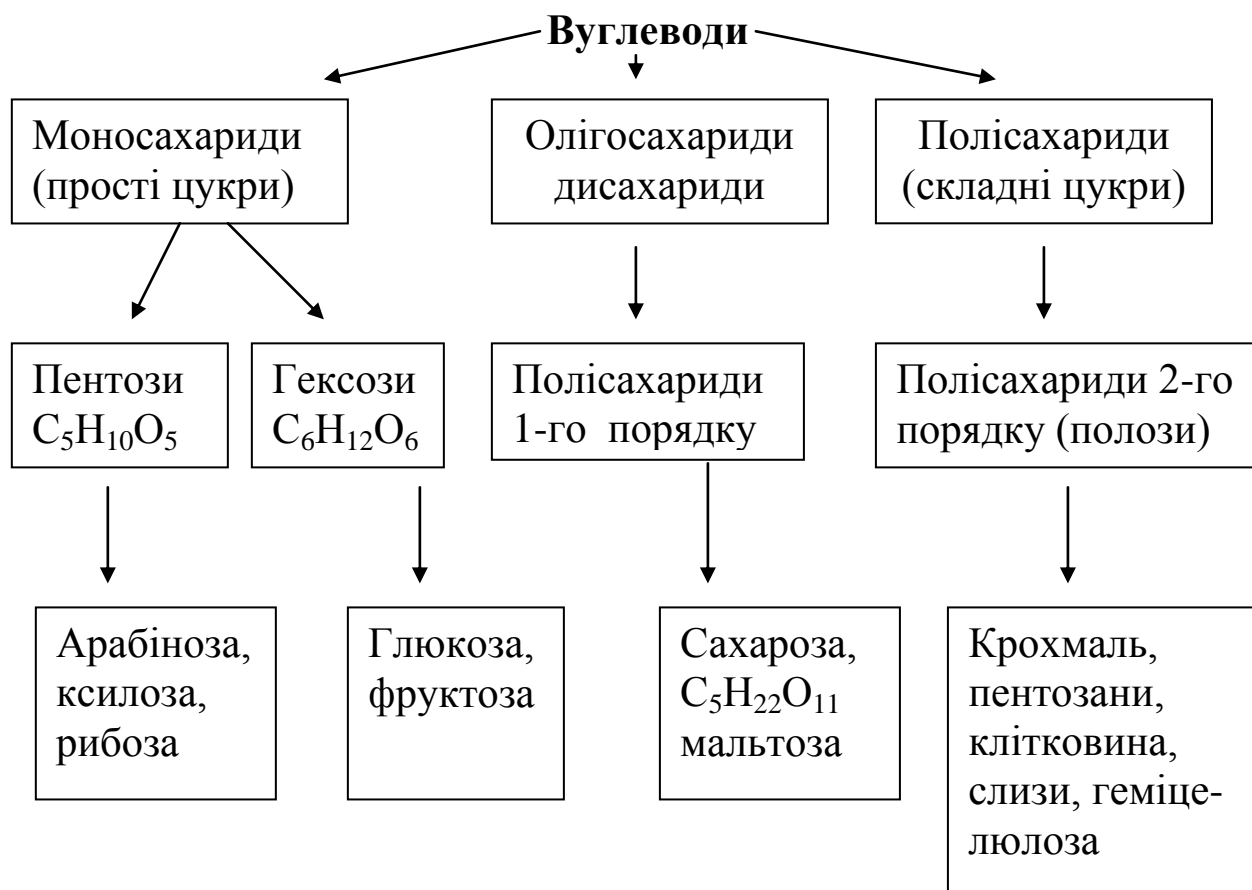 Вуглеводи
Моносахариди
(прості цукри)
Олігосахариди
дисахариди
Полісахариди
(складні цукри)
Пентози
C₅H₁₀O₅
Гексози
C₆H₁₂O₆
Полісахариди
1-го порядку
Полісахариди 2-го
порядку (полози)
Арабіноза,
ксилоза,
рибоза
Глюкоза,
фруктоза
Сахароза,
C₅H₂₂O₁₁
мальтоза
Крохмаль,
пентозани,
клітковина,
слизи, геміце-
люлоза